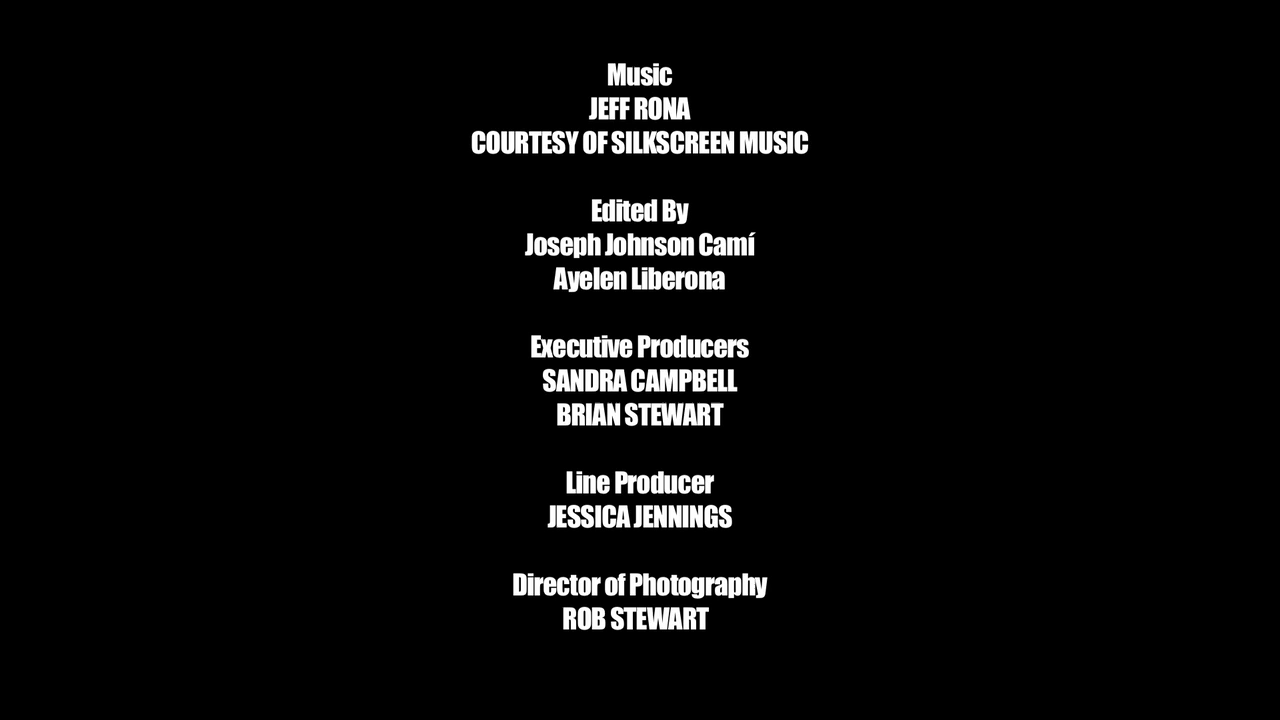 Music
JEFF RONA
COURTESY OF SILKSCREEN MUSIC
Edited By
Joseph Johnson Camí
Ayelen Liberona
Executive Producers
SANDRA CAMPBELL
BRIAN STEWART
Line Producer
JESSICA JENNINGS
Director of Photography
ROB STEWART